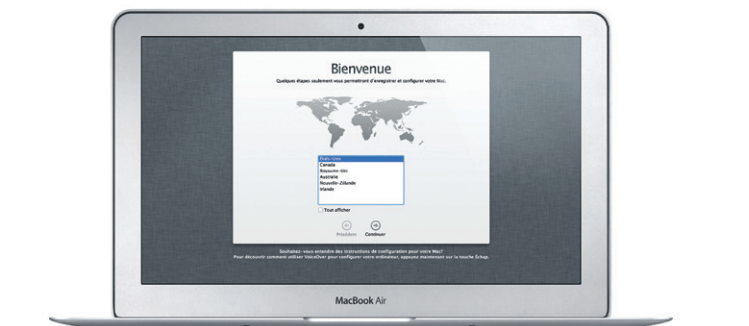 Bienvenue
Quelques étapes seulement vous permettront d'enregistrer et configurer votre Mac.
États-Unis
Canada
Royaume-Uni
Australie
Nouvelle-Zélande
Irlande
Tout afficher
Précédent Continuer
Souhaitez-vous entendre des instructions de configuration pour votre Mac?
Pour découvrir comment utiliser VoiceOver pour configurer votre ordinateur, appuyez maintenant sur la touche Échap.
MacBook Air